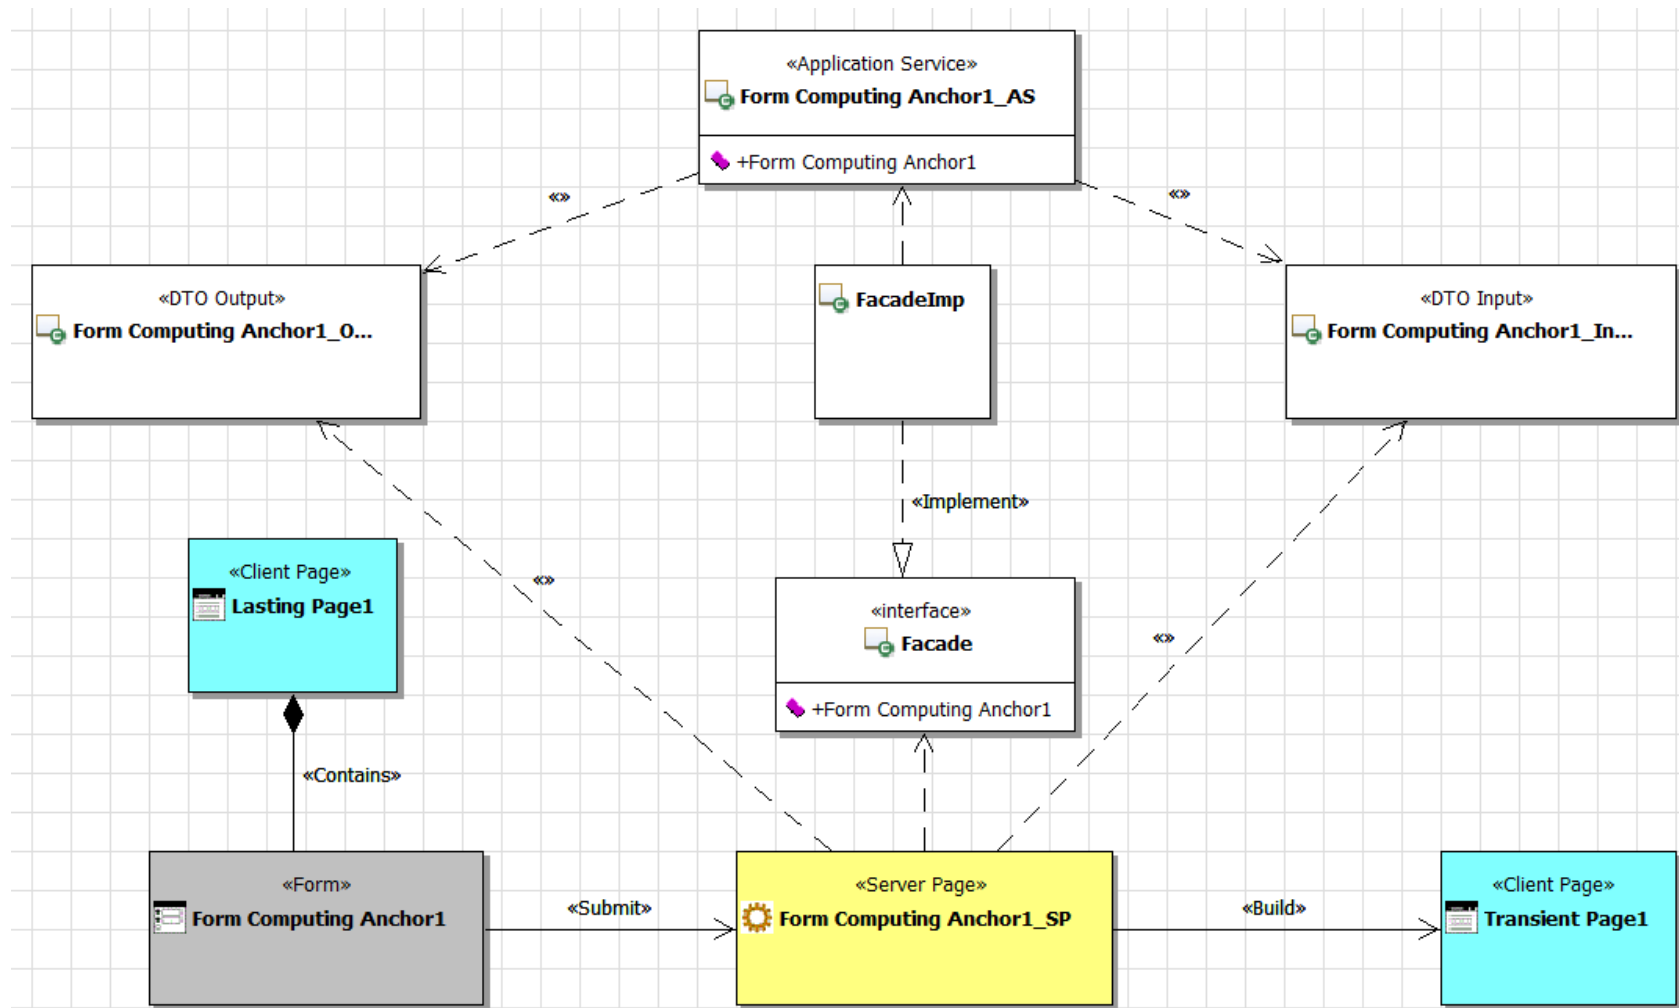 «Application Service»
Form Computing Anchor1_AS
+Form Computing Anchor1
«»
«»
«DTO Output»
Form Computing Anchor1_O...
FacadeImp
«DTO Input»
Form Computing Anchor1_In...
«Implement»
«Client Page»
Lasting Page1
«»
«interface»
Facade
«»
+Form Computing Anchor1
«Contains»
«Form»
Form Computing Anchor1
«Submit»
«Server Page»
Form Computing Anchor1_SP
«Build»
«Client Page»
Transient Page1